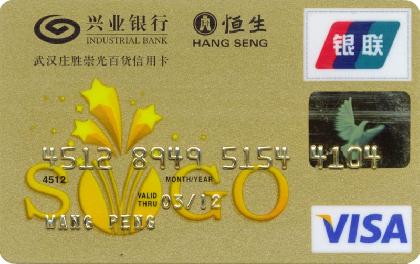 兴业银行
INDUSTRIAL BANK
恒生
HANG SENG
武汉庄胜崇光百货信用卡
银联
4512 8949 5154 4104
4512
MONTH/YEAR
VALID THRU 03/12
SOGO
WANG PENG
VISA